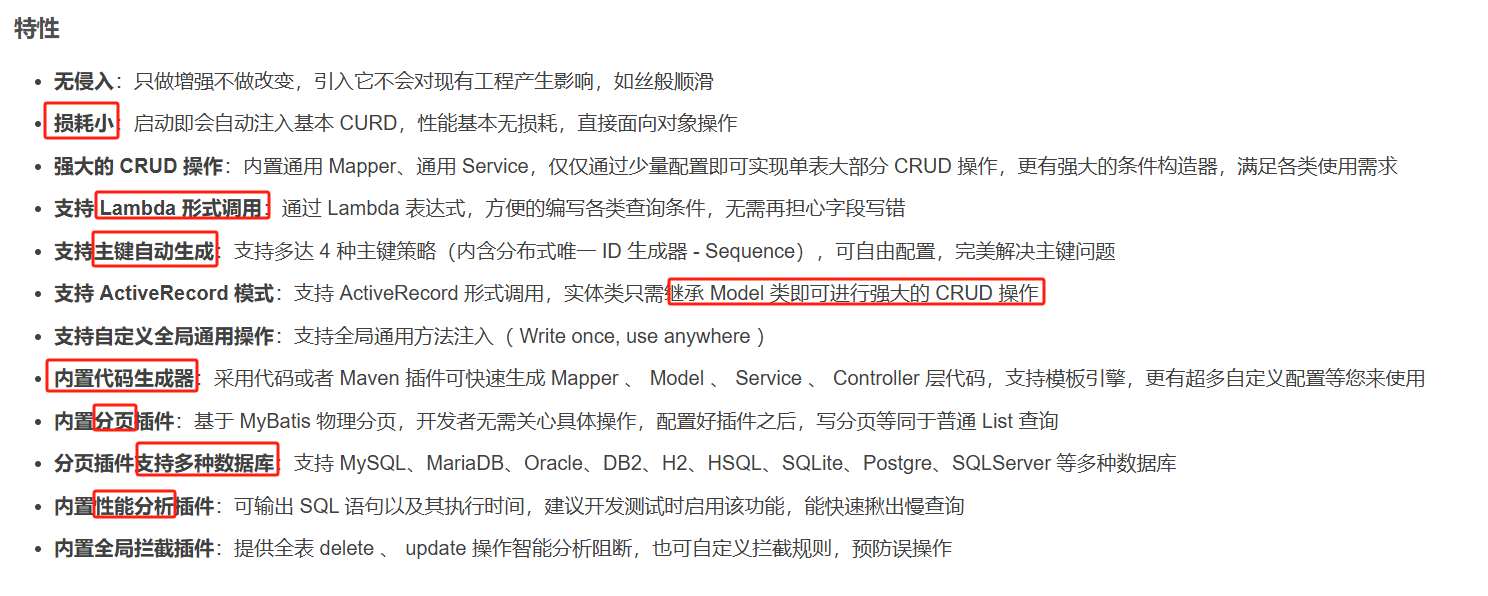 特性
• 无侵入：只做增强不做改变，引入它不会对现有工程产生影响，如丝般顺滑
• 损耗小：启动即会自动注入基本 CURD，性能基本无损耗，直接面向对象操作
• 强大的 CRUD 操作：内置通用 Mapper、通用 Service，仅仅通过少量配置即可实现单表大部分 CRUD 操作，更有强大的条件构造器，满足各类使用需求
• 支持 Lambda 形式调用：通过 Lambda 表达式，方便的编写各类查询条件，无需再担心字段写错
• 支持主键自动生成：支持多达 4 种主键策略（内含分布式唯一 ID 生成器 - Sequence），可自由配置，完美解决主键问题
• 支持 ActiveRecord 模式：支持 ActiveRecord 形式调用，实体类只需继承 Model 类即可进行强大的 CRUD 操作
• 支持自定义全局通用操作：支持全局通用方法注入（ Write once, use anywhere ）
• 内置代码生成器：采用代码或者 Maven 插件可快速生成 Mapper 、 Model 、 Service 、 Controller 层代码，支持模板引擎，更有超多自定义配置等您来使用
• 内置分页插件：基于 MyBatis 物理分页，开发者无需关心具体操作，配置好插件之后，写分页等同于普通 List 查询
• 分页插件支持多种数据库：支持 MySQL、MariaDB、Oracle、DB2、H2、HSQL、SQLite、Postgre、SQLServer 等多种数据库
• 内置性能分析插件：可输出 SQL 语句以及其执行时间，建议开发测试时启用该功能，能快速揪出慢查询
• 内置全局拦截插件：提供全表 delete 、 update 操作智能分析阻断，也可自定义拦截规则，预防误操作